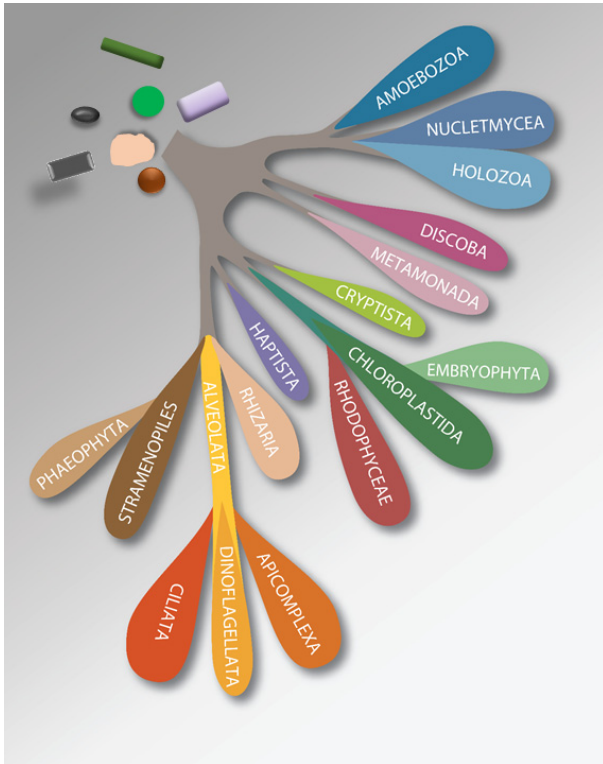 AMOEBOZOA
NUCLETMYCEA
HOLOZOA
DISCOBA
METAMONADA
CRYPTISTA
HAPTISTA
CHLOROPLASTIDA
EMBRYOPHYTA
RHODOPHYCEAE
RHIZARIA
ALVEOLATA
STRAMENOPILES
PHAEOPHYTA
CILIATA
DINOFLAGELLATA
APICOMPLEXA